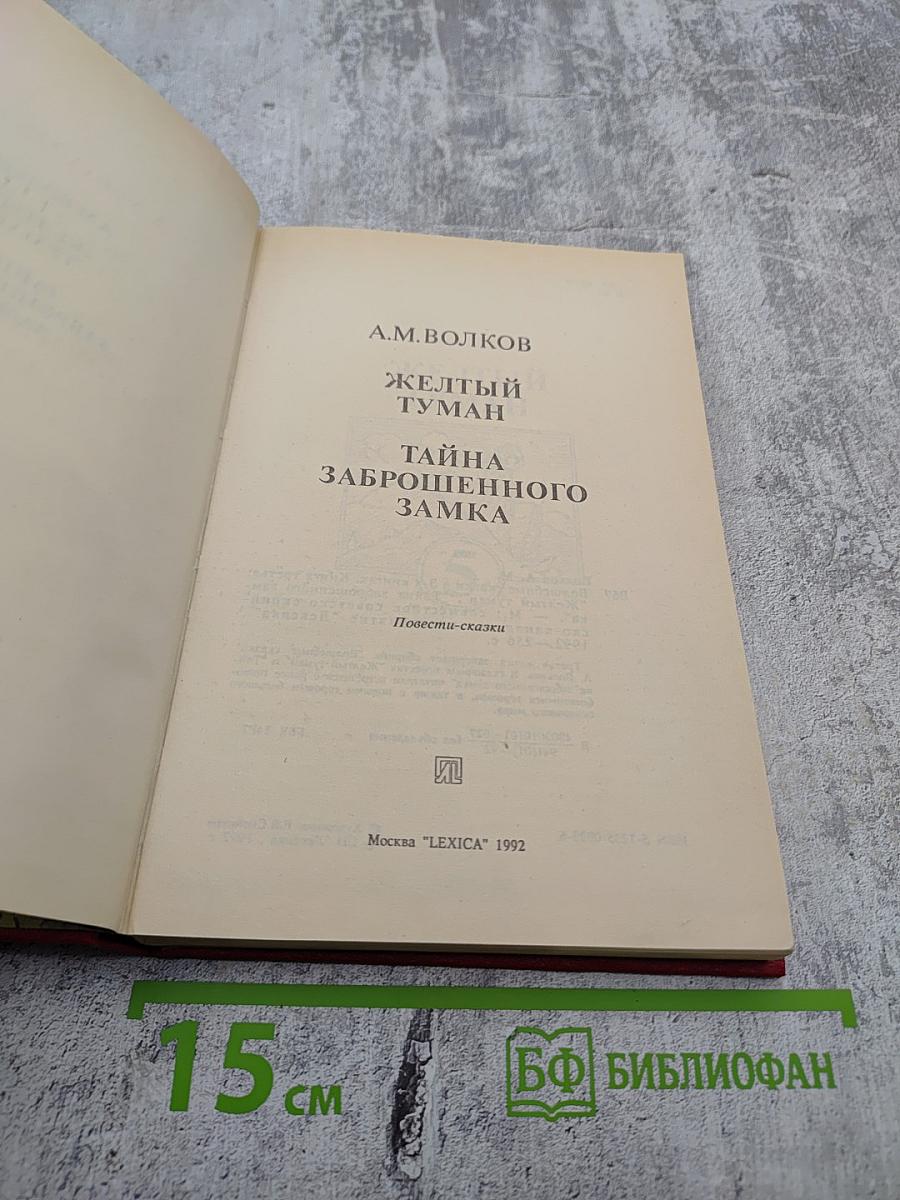 А.М.ВОЛКОВ
ЖЕЛТЫЙ
ТУМАН
ТАЙНА
ЗАБРОШЕННОГО
ЗАМКА
Повести-сказки
Москва "LEXICA" 1992
15 см
БФ БИБЛИОФАН